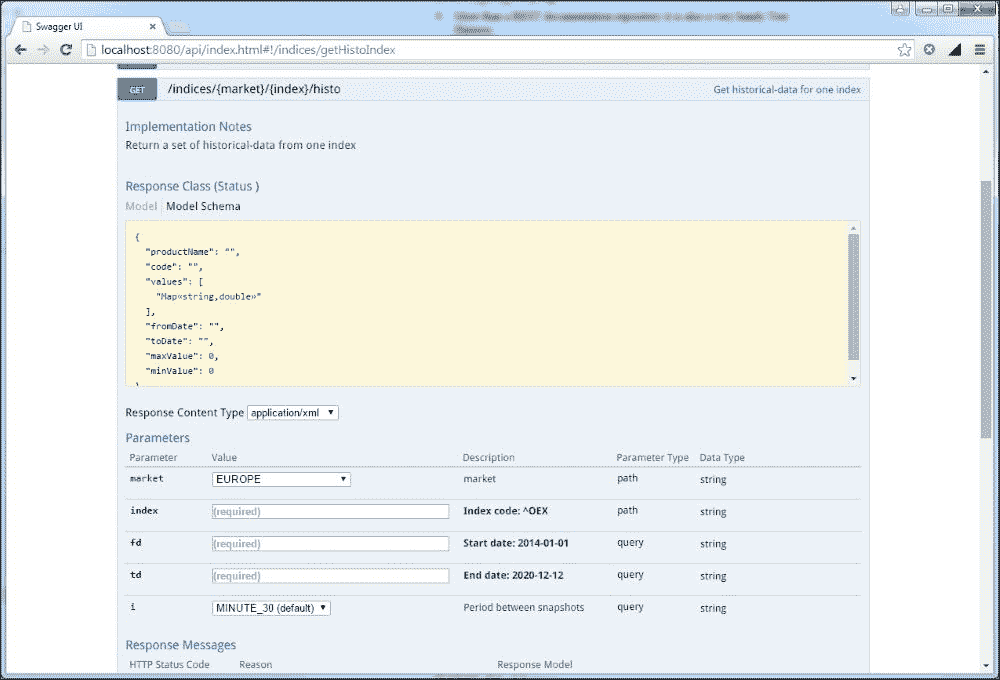 Swagger UI
localhost:8080/api/index.html#!/indices/getHistoIndex
GET /indices/{market}/{index}/histo Get historical-data for one index
Implementation Notes
Return a set of historical-data from one index
Response Class (Status )
Model Model Schema
{
"productName": "",
"code": "",
"values": [
"Map«string,double»"
],
"fromDate": "",
"toDate": "",
"maxValue": 0,
"minValue": 0
Response Content Type application/xml
Parameters
Parameter Value Description Parameter Type Data Type
market EUROPE market path string
index (required) Index code: ^OEX path string
fd (required) Start date: 2014-01-01 query string
td (required) End date: 2020-12-12 query string
i MINUTE_30 (default) Period between snapshots query string
Response Messages
HTTP Status Code Reason Response Model